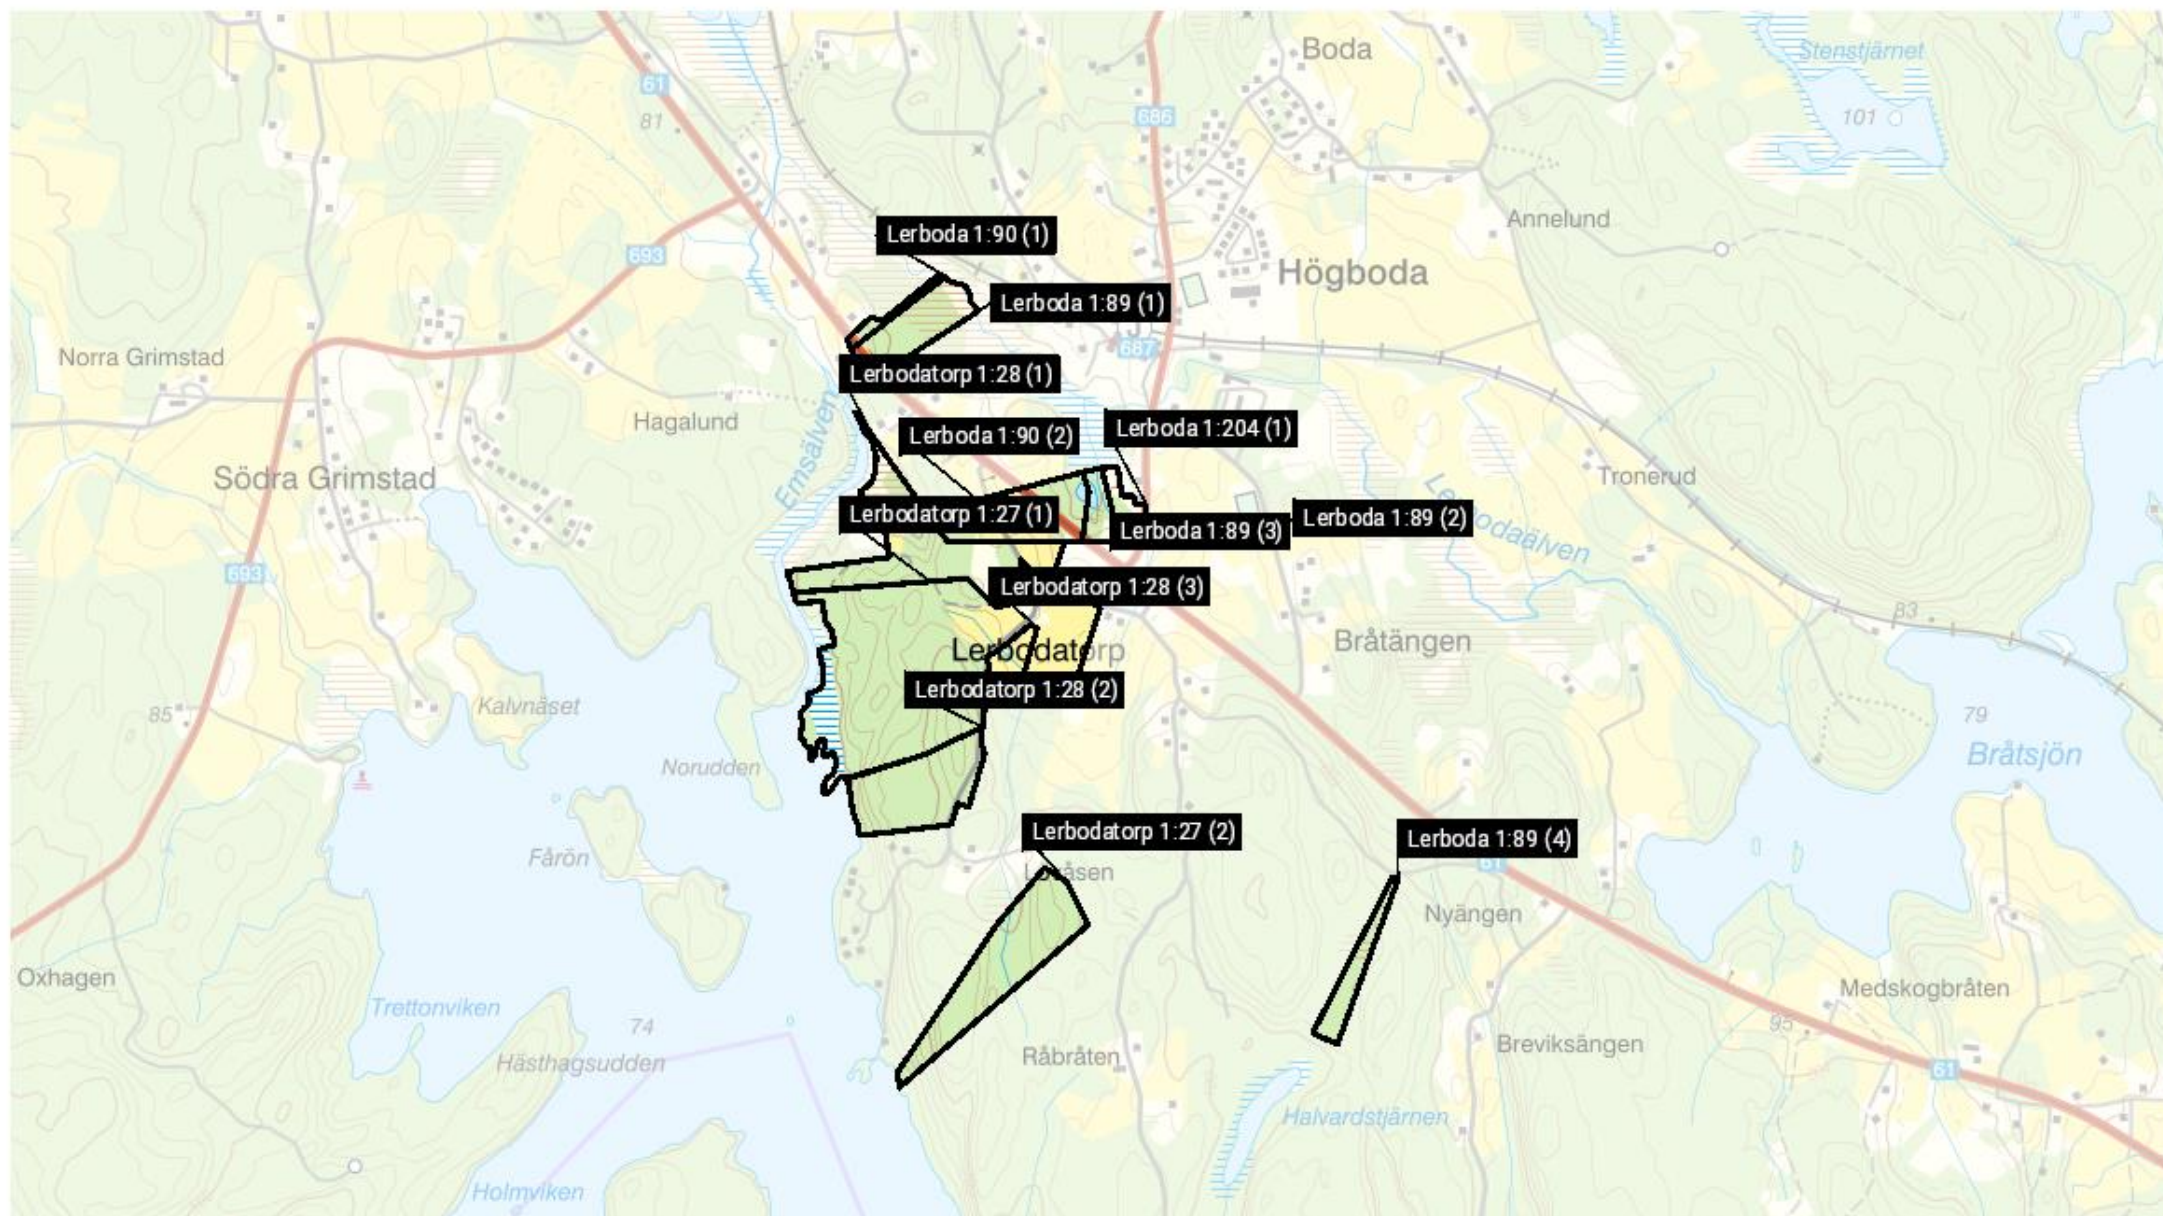 Boda
Stenstjärnet
61
81
686
101
Annelund
Lerboda 1:90 (1)
693
Högboda
Lerboda 1:89 (1)
Norra Grimstad
687
Lerbodatorp 1:28 (1)
Hagalund
Lerboda 1:90 (2)
Lerboda 1:204 (1)
Södra Grimstad
Emsälven
Tronerud
Lerbodatorp 1:27 (1)
Lerboda 1:89 (3)
Lerboda 1:89 (2)
693
Lerbodatorp 1:28 (3)
83
Lerbodatorp
Bråtängen
Lerbodatorp 1:28 (2)
Kalvnäset
85
79
Norudden
Bråtsjön
Lerbodatorp 1:27 (2)
Lerboda 1:89 (4)
Fårön
61
Nyängen
Oxhagen
Medskogbråten
Trettonviken
74
95
Hästhagsudden
Råbråten
Breviksängen
61
Halvardstjärnen
Holmviken